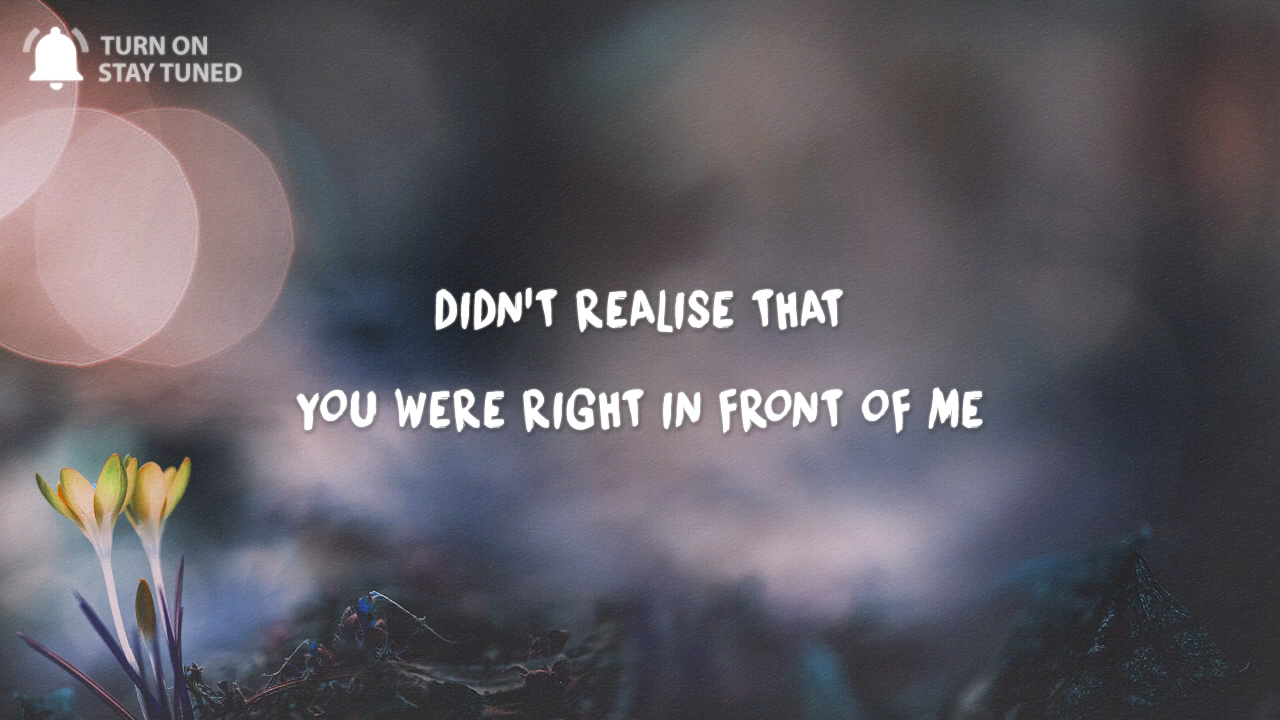 TURN ON
STAY TUNED
DIDN'T REALISE THAT
YOU WERE RIGHT IN FRONT OF ME